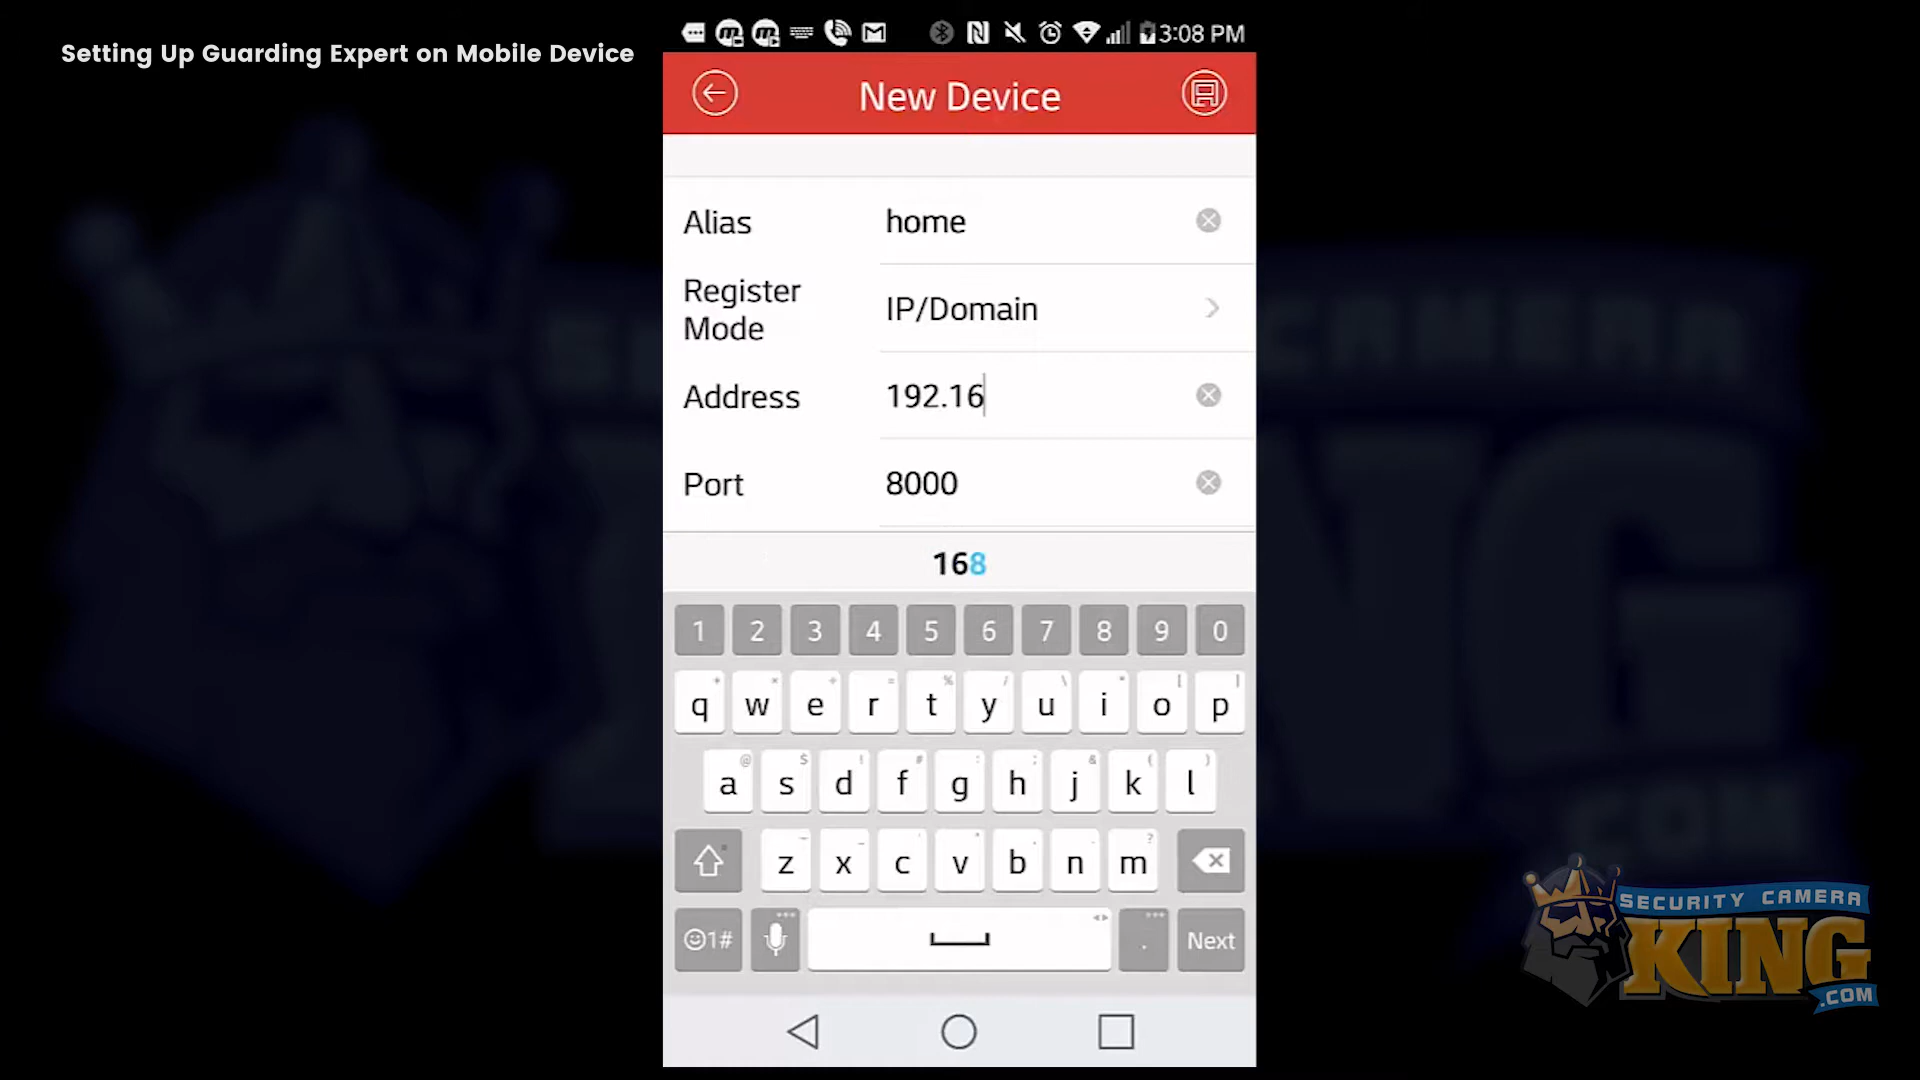 Setting Up Guarding Expert on Mobile Device
3:08 PM
New Device
Alias home
Register Mode IP/Domain
Address 192.16
Port 8000
168
1 2 3 4 5 6 7 8 9 0
q w e r t y u i o p
a s d f g h j k l
z x c v b n m
1# . Next
SECURITY CAMERA
KING
.COM